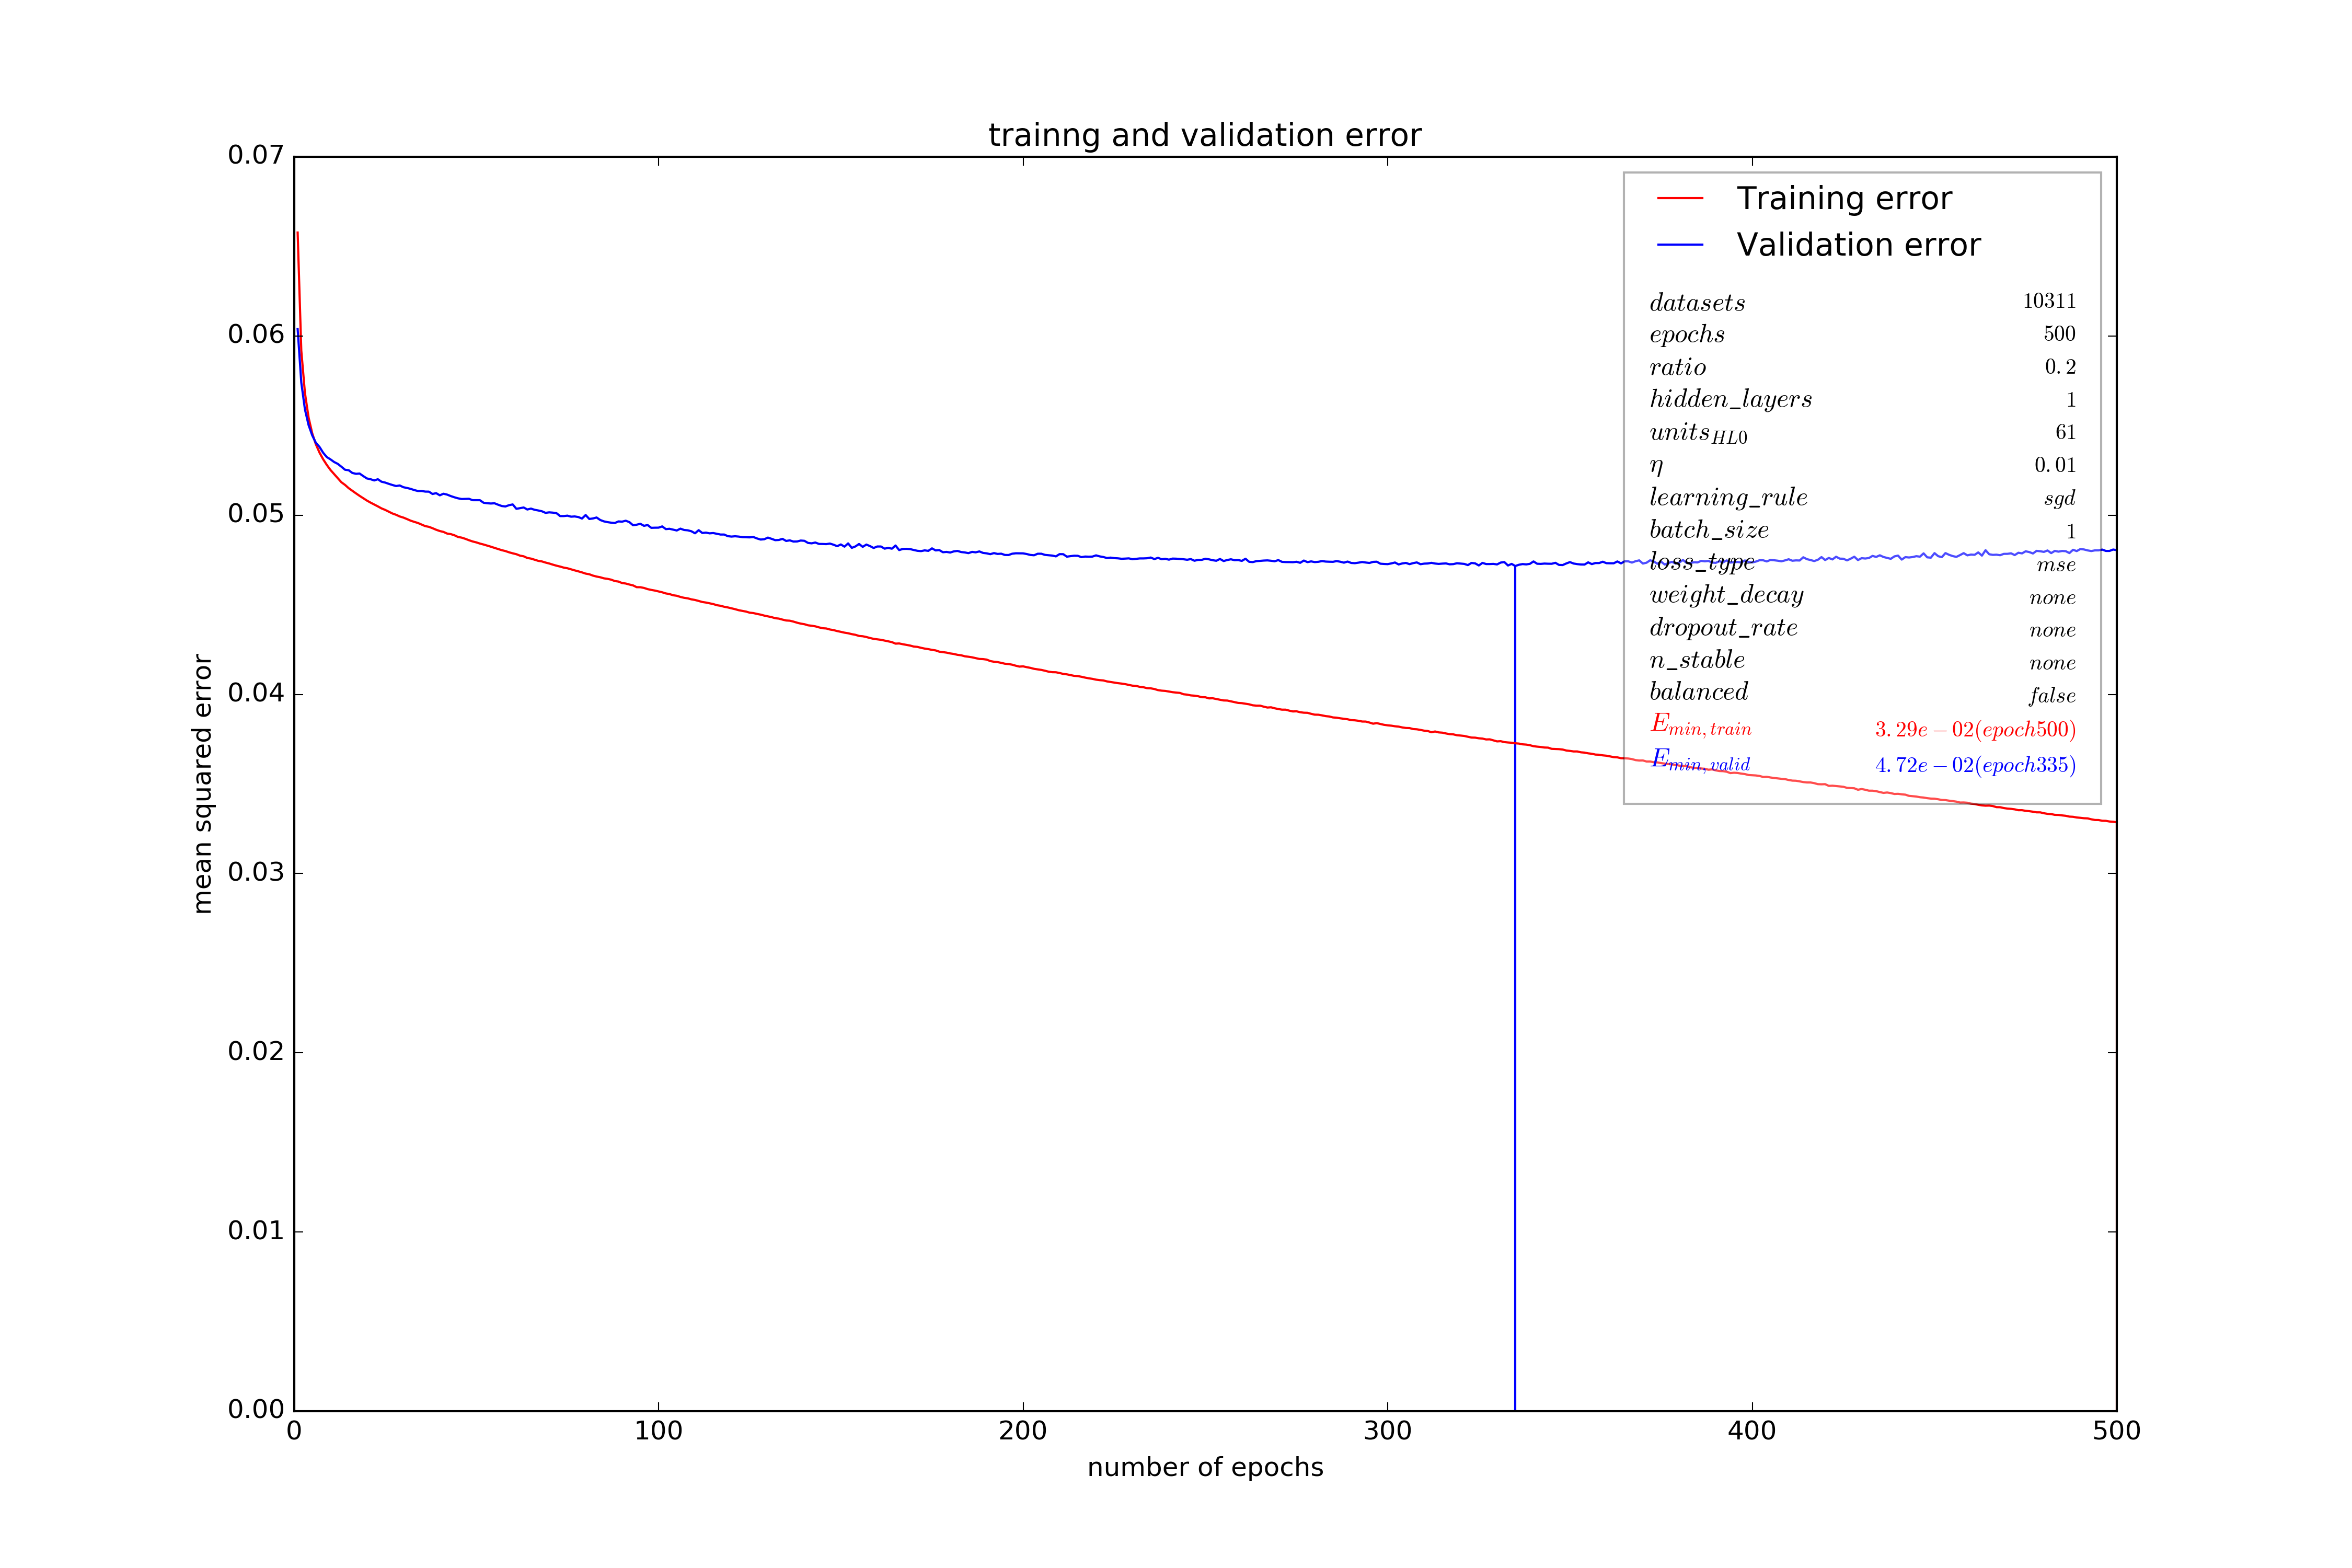 trainng and validation error
0.07
0.06
0.05
0.04
0.03
0.02
0.01
0.00
mean squared error
Training error
Validation error
datasets 10311
epochs 500
ratio 0.2
hidden_layers 1
units_HL0 61
η 0.01
learning_rule sgd
batch_size 1
loss_type mse
weight_decay none
dropout_rate none
n_stable none
balanced false
E_min,train 3.29e−02(epoch500)
E_min,valid 4.72e−02(epoch335)
0 100 200 300 400 500
number of epochs